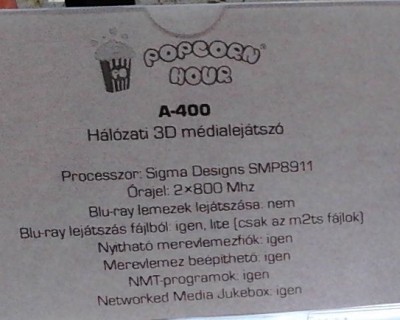 POPCORN
HOUR
A-400
Hálózati 3D médialejátszó
Processzor: Sigma Designs SMP8911
Órajel: 2×800 Mhz
Blu-ray lemezek lejátszása: nem
Blu-ray lejátszás fájlból: igen, lite (csak az m2ts fájlok)
Nyitható merevlemezfiók: igen
Merevlemez beépíthető: igen
NMT-programok: igen
Networked Media Jukebox: igen